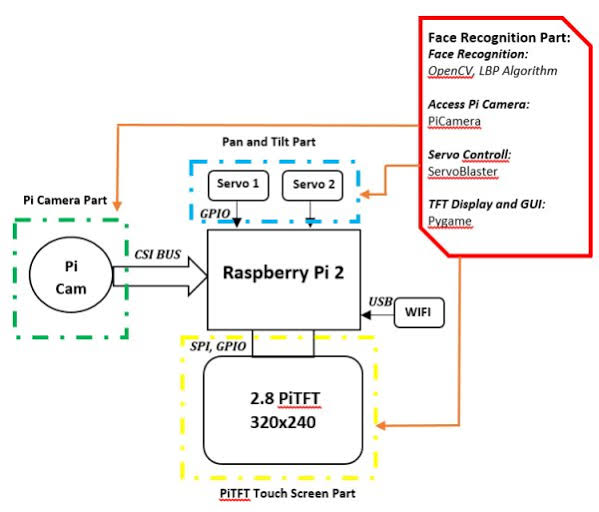 Face Recognition Part:
Face Recognition:
OpenCV, LBP Algorithm
Access Pi Camera:
PiCamera
Servo Controll:
ServoBlaster
TFT Display and GUI:
Pygame
Pan and Tilt Part
Servo 1
Servo 2
GPIO
Pi Camera Part
Pi
Cam
CSI BUS
Raspberry Pi 2
USB
WIFI
SPI, GPIO
2.8 PiTFT
320x240
PiTFT Touch Screen Part